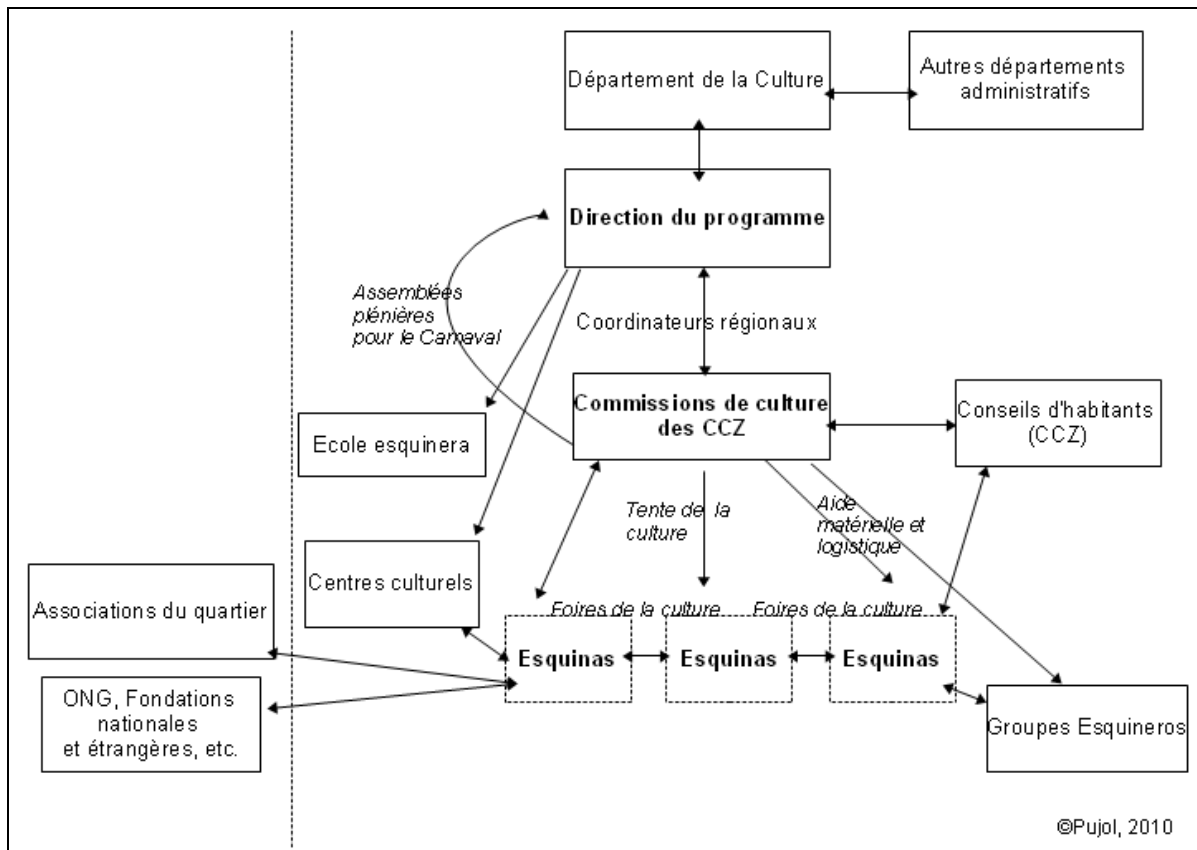 Département de la Culture
Autres départements
administratifs
Direction du programme
Assemblées
plénières
pour le Carnaval
Coordinateurs régionaux
Commissions de culture
des CCZ
Conseils d'habitants
(CCZ)
Ecole esquinera
Tente de la
culture
Aide
matérielle et
logistique
Centres culturels
Associations du quartier
Foires de la culture
Foires de la culture
Esquinas
Esquinas
Esquinas
ONG, Fondations
nationales
et étrangères, etc.
Groupes Esquineros
©Pujol, 2010